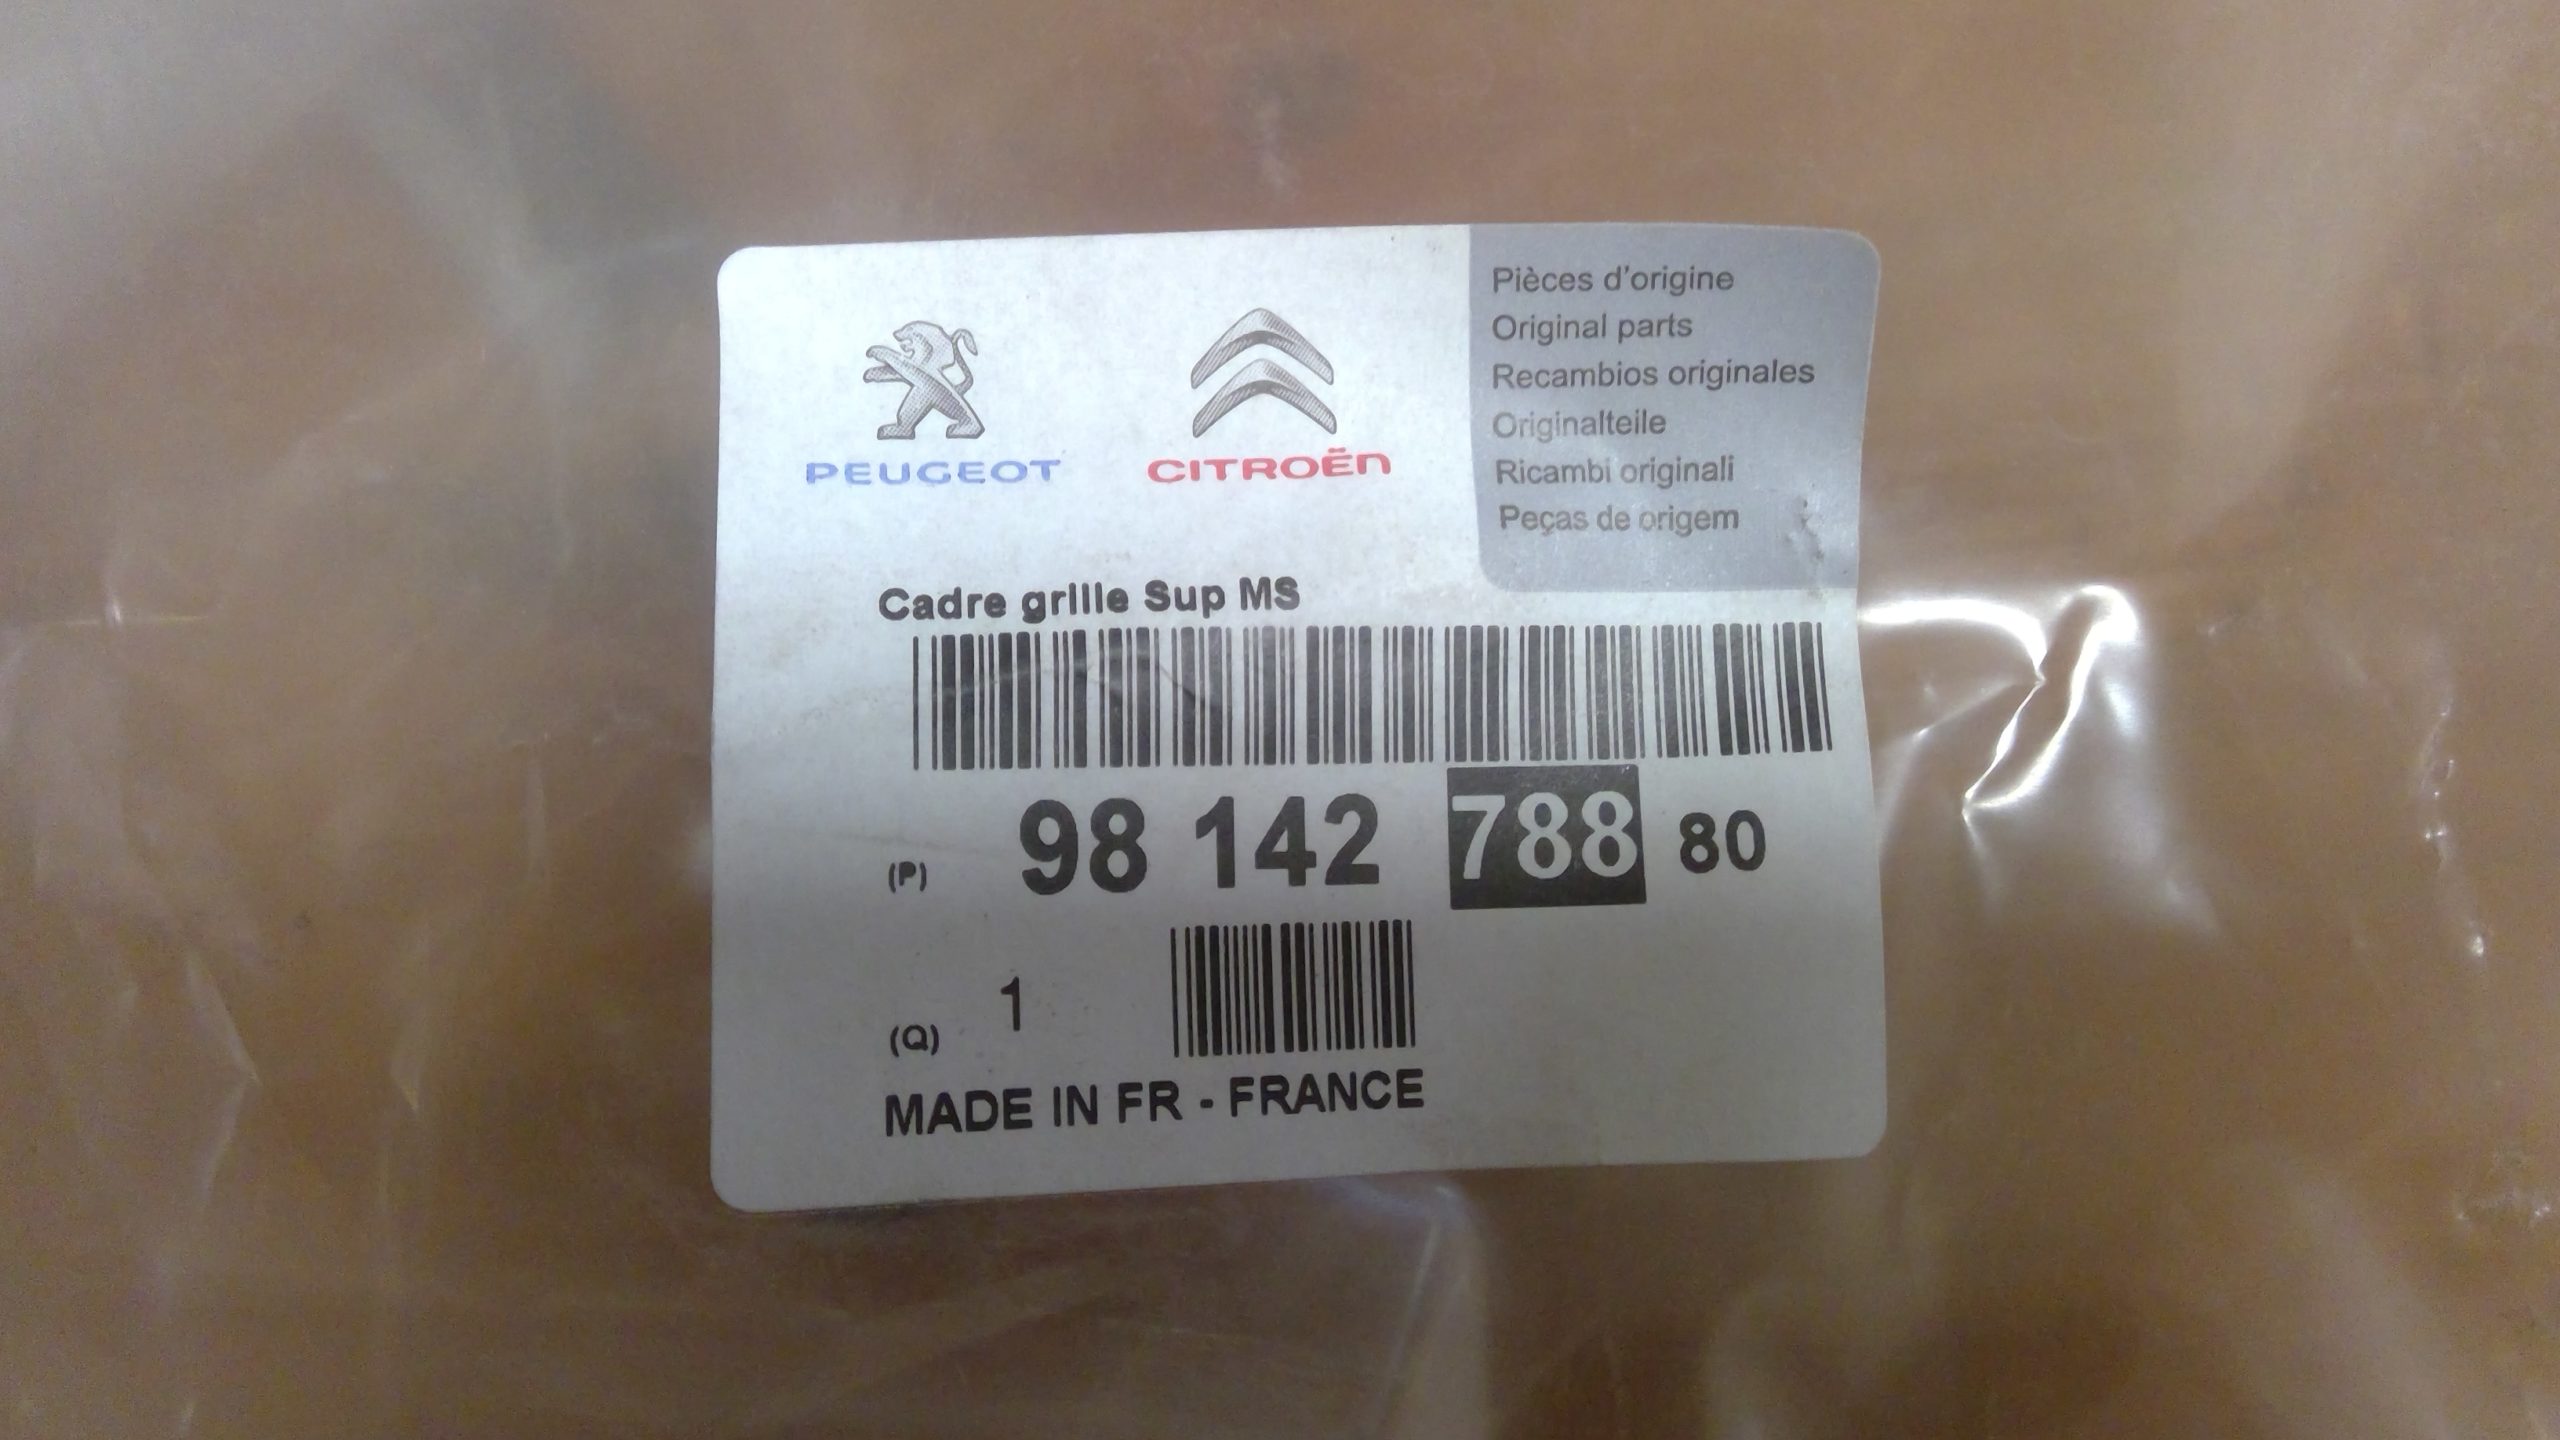 PEUGEOT
CITROËN
Pièces d'origine
Original parts
Recambios originales
Originalteile
Ricambi originali
Peças de origem
Cadre grille Sup MS
(P) 98 142 788 80
(Q) 1
MADE IN FR - FRANCE